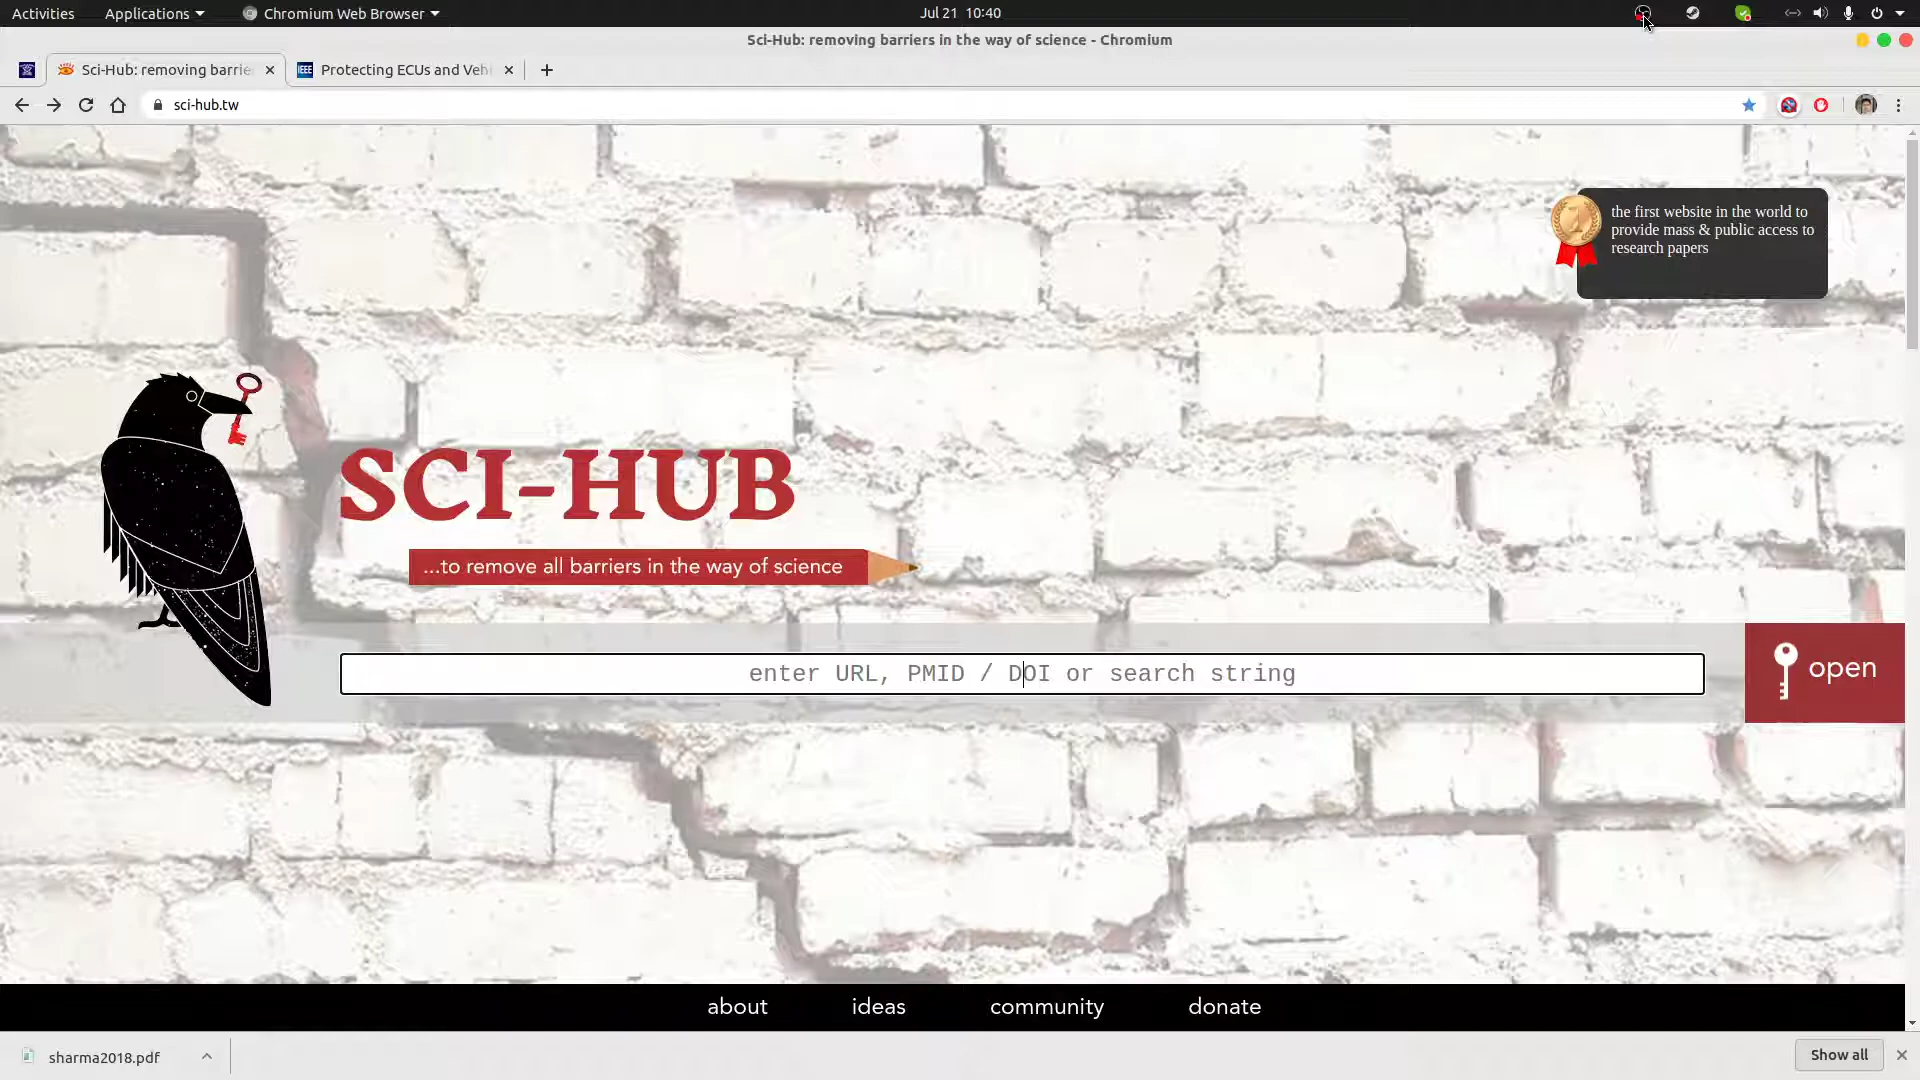 Activities
Applications
Chromium Web Browser
Jul 21 10:40
Sci-Hub: removing barriers in the way of science - Chromium
Sci-Hub: removing barrie
IEEE Protecting ECUs and Vehi
sci-hub.tw
the first website in the world to
provide mass & public access to
research papers
SCI-HUB
...to remove all barriers in the way of science
enter URL, PMID / DOI or search string
open
about
ideas
community
donate
sharma2018.pdf
Show all